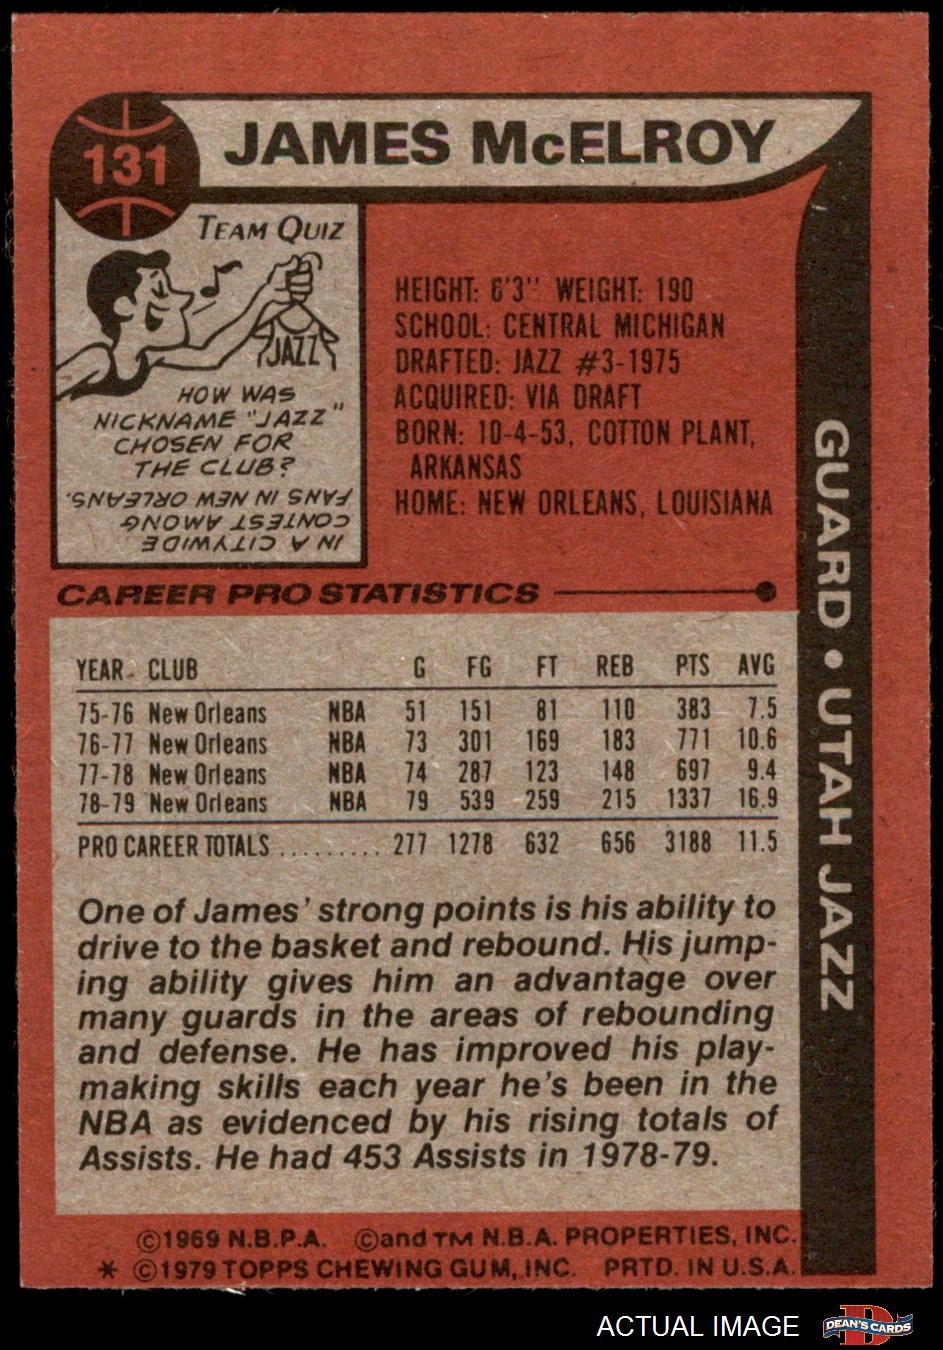 131
JAMES McELROY
TEAM QUIZ
JAZZ
HOW WAS
NICKNAME "JAZZ"
CHOSEN FOR
THE CLUB?
IN A CITYWIDE
CONTEST AMONG
FANS IN NEW ORLEANS.
HEIGHT: 6'3" WEIGHT: 190
SCHOOL: CENTRAL MICHIGAN
DRAFTED: JAZZ #3-1975
ACQUIRED: VIA DRAFT
BORN: 10-4-53, COTTON PLANT,
ARKANSAS
HOME: NEW ORLEANS, LOUISIANA
GUARD • UTAH JAZZ
CAREER PRO STATISTICS
YEAR CLUB G FG FT REB PTS AVG
75-76 New Orleans NBA 51 151 81 110 383 7.5
76-77 New Orleans NBA 73 301 169 183 771 10.6
77-78 New Orleans NBA 74 287 123 148 697 9.4
78-79 New Orleans NBA 79 539 259 215 1337 16.9
PRO CAREER TOTALS.......... 277 1278 632 656 3188 11.5
One of James' strong points is his ability to
drive to the basket and rebound. His jump-
ing ability gives him an advantage over
many guards in the areas of rebounding
and defense. He has improved his play-
making skills each year he's been in the
NBA as evidenced by his rising totals of
Assists. He had 453 Assists in 1978-79.
©1969 N.B.P.A. ©and TM N.B.A. PROPERTIES, INC.
* ©1979 TOPPS CHEWING GUM, INC. PRTD. IN U.S.A.
ACTUAL IMAGE
DEAN'S CARDS